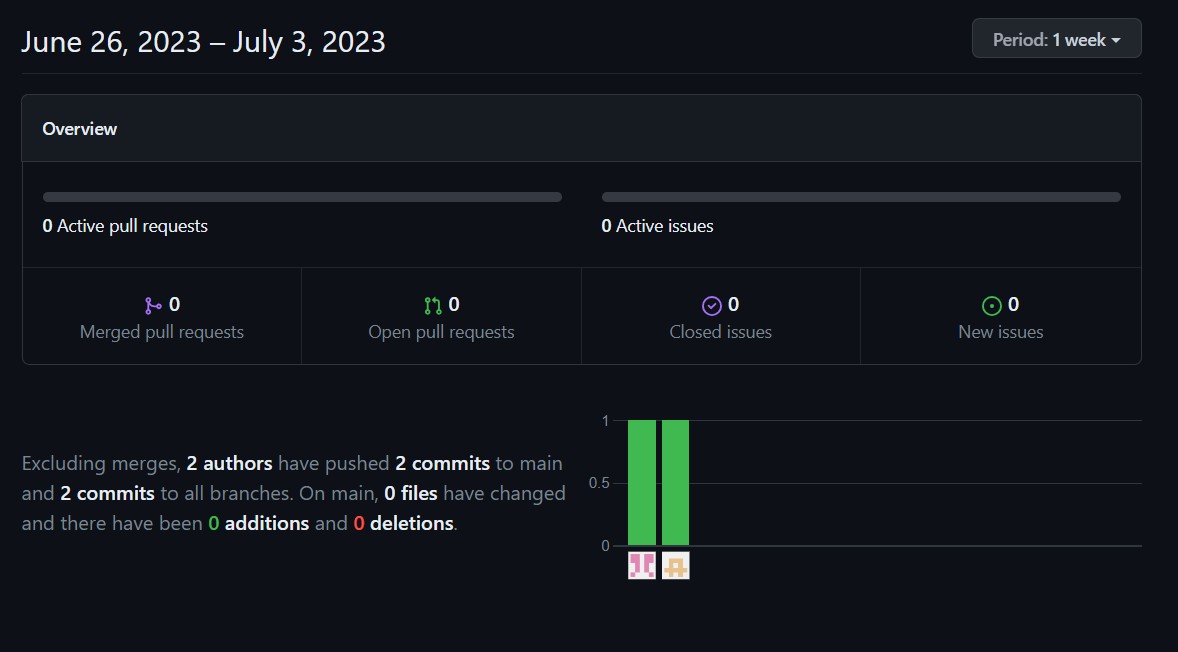 June 26, 2023 – July 3, 2023
Period: 1 week
Overview
0 Active pull requests
0 Active issues
0
Merged pull requests
0
Open pull requests
0
Closed issues
0
New issues
Excluding merges, 2 authors have pushed 2 commits to main
and 2 commits to all branches. On main, 0 files have changed
and there have been 0 additions and 0 deletions.
1
0.5
0